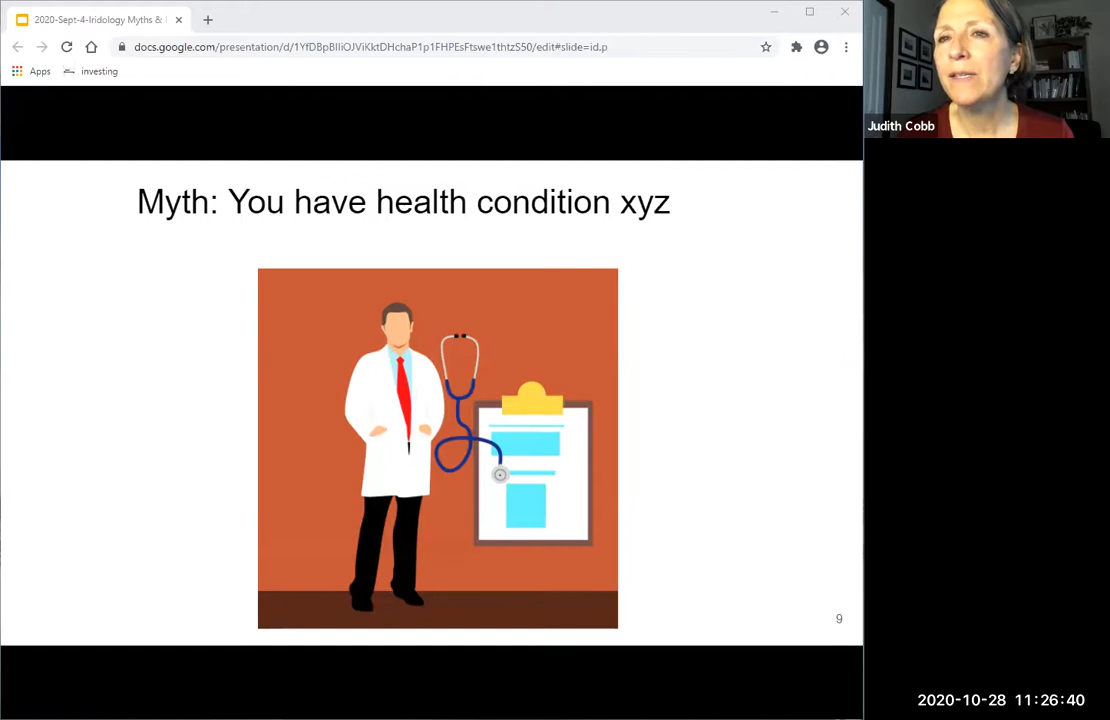 2020-Sept-4-Iridology Myths &
docs.google.com/presentation/d/1YfDBpBIliOJViKktDHchaP1p1FHPEsFtswe1thtzS50/edit#slide=id.p
Apps
investing
Judith Cobb
Myth: You have health condition xyz
9
2020-10-28 11:26:40